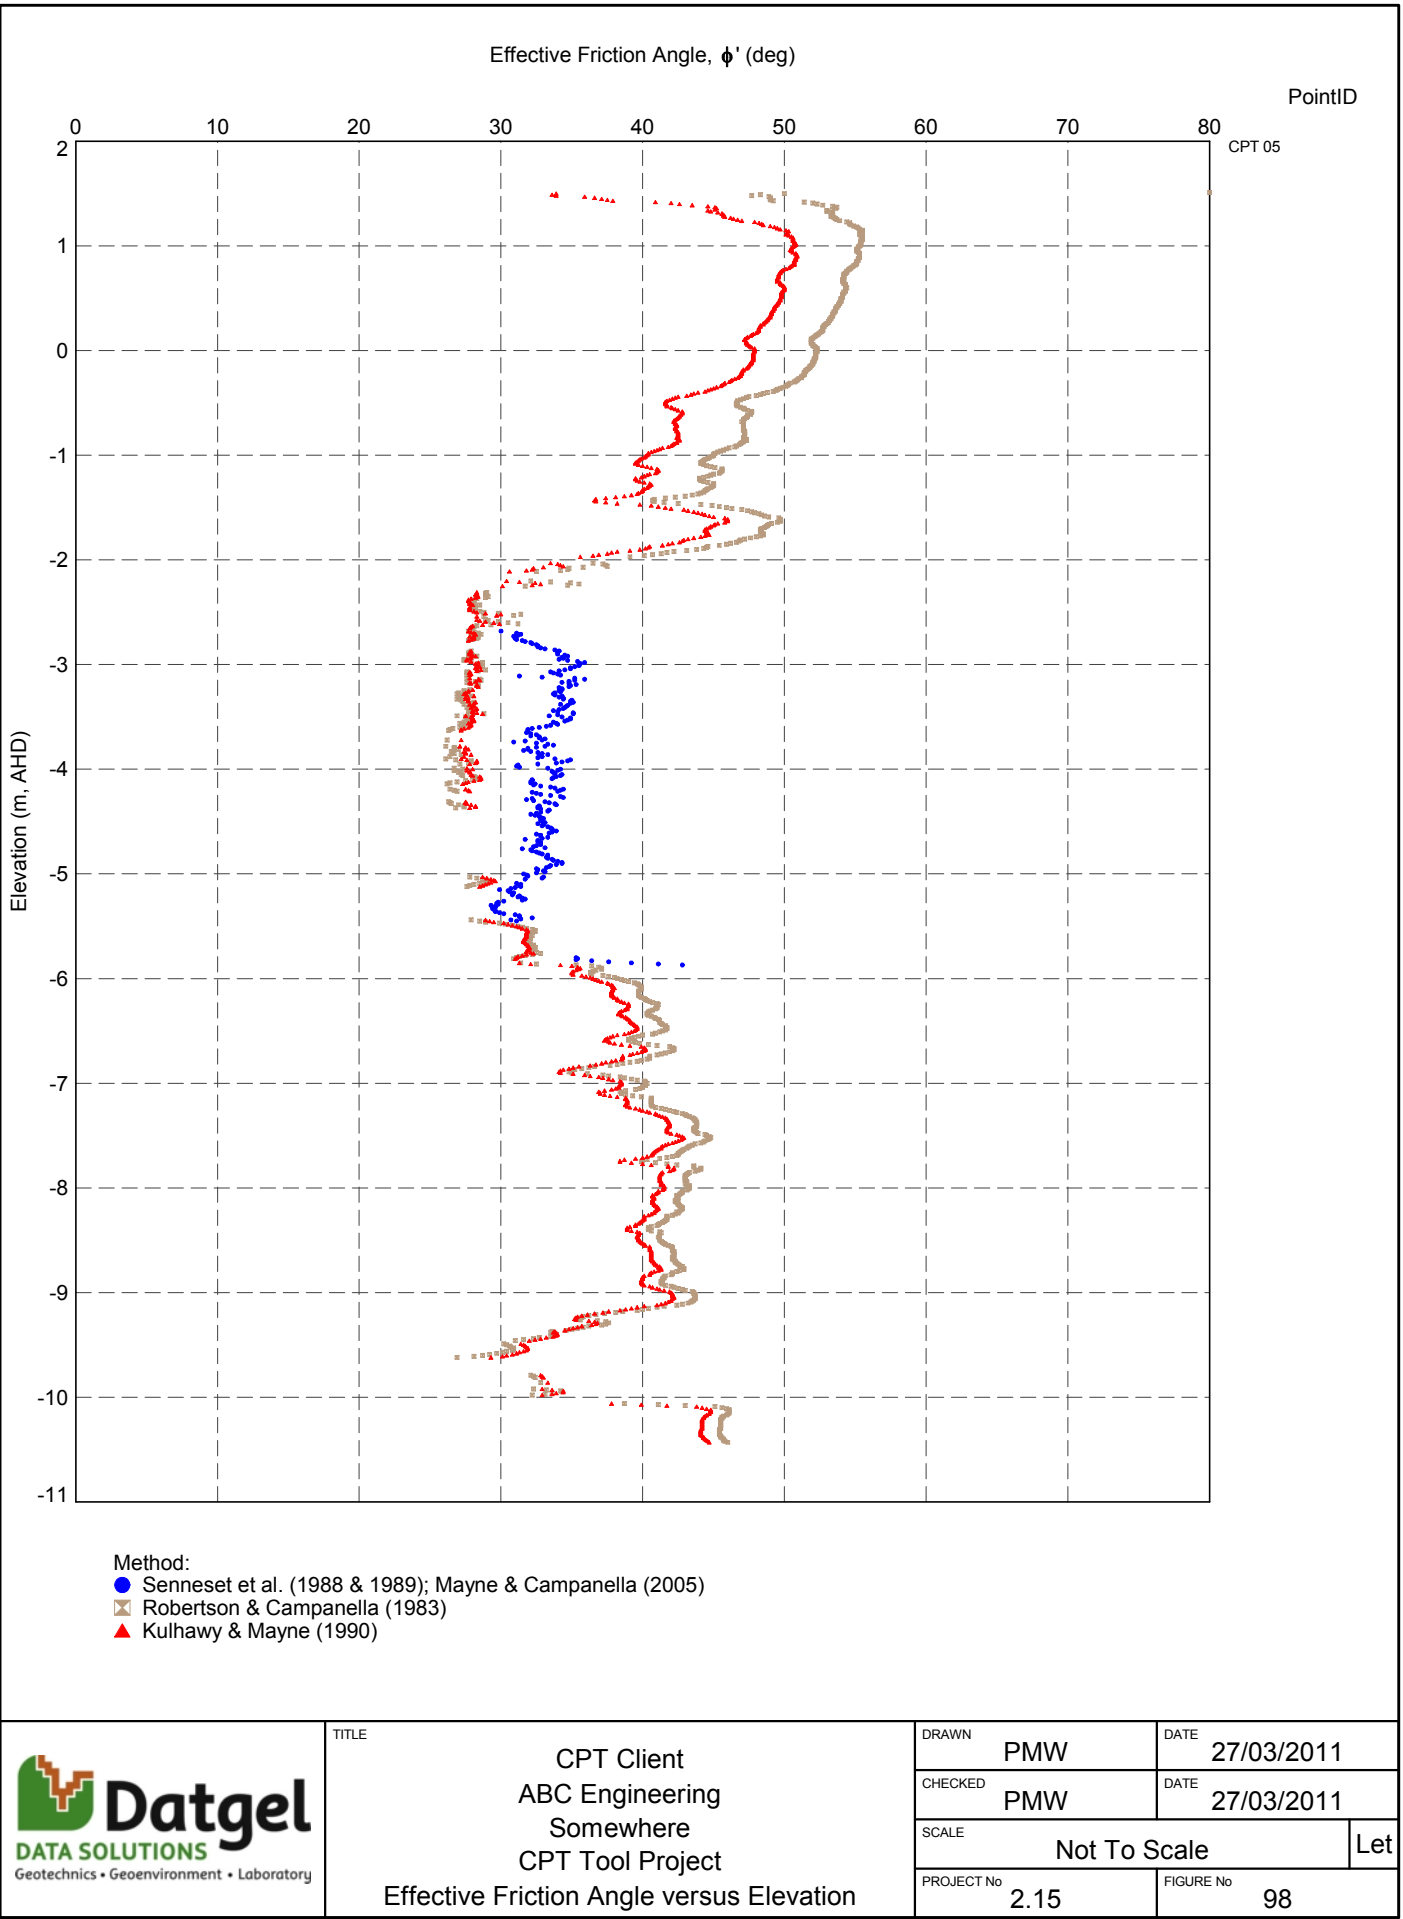 Effective Friction Angle, ϕ' (deg)
PointID
0 10 20 30 40 50 60 70 80
CPT 05
2
1
0
-1
-2
-3
-4
-5
-6
-7
-8
-9
-10
-11
Elevation (m, AHD)
Method:
Senneset et al. (1988 & 1989); Mayne & Campanella (2005)
Robertson & Campanella (1983)
Kulhawy & Mayne (1990)
Datgel
DATA SOLUTIONS
Geotechnics • Geoenvironment • Laboratory
TITLE
CPT Client
ABC Engineering
Somewhere
CPT Tool Project
Effective Friction Angle versus Elevation
DRAWN
PMW
DATE
27/03/2011
CHECKED
PMW
DATE
27/03/2011
SCALE
Not To Scale
Let
PROJECT No
2.15
FIGURE No
98